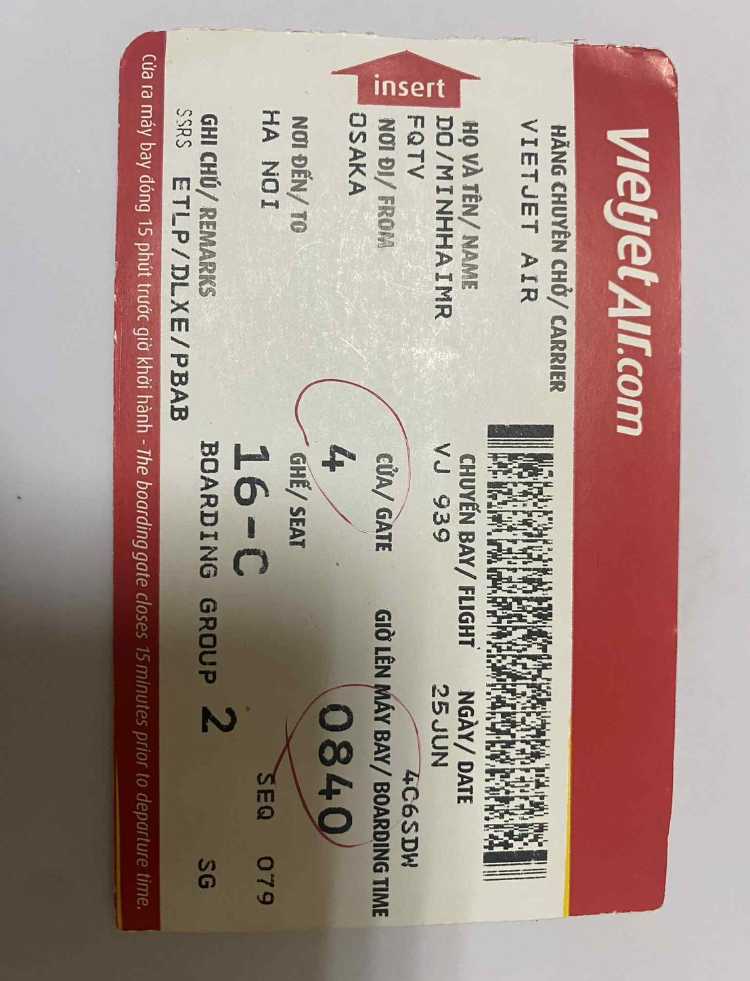 vietjetAir.com
HÃNG CHUYÊN CHỞ/ CARRIER
VIETJET AIR
insert
HỌ VÀ TÊN/ NAME
DO/MINHHAIMR
FQTV
CHUYẾN BAY/ FLIGHT
VJ 939
NGÀY/ DATE
25JUN
4C6SDW
NƠI ĐI/ FROM
OSAKA
CỬA/ GATE
4
GIỜ LÊN MÁY BAY/ BOARDING TIME
0840
NƠI ĐẾN/ TO
HA NOI
GHẾ/ SEAT
16-C
SEQ 079
GHI CHÚ/ REMARKS
SSRS ETLP/DLXE/PBAB
BOARDING GROUP 2
SG
Cửa ra máy bay đóng 15 phút trước giờ khởi hành - The boarding gate closes 15 minutes prior to departure time.